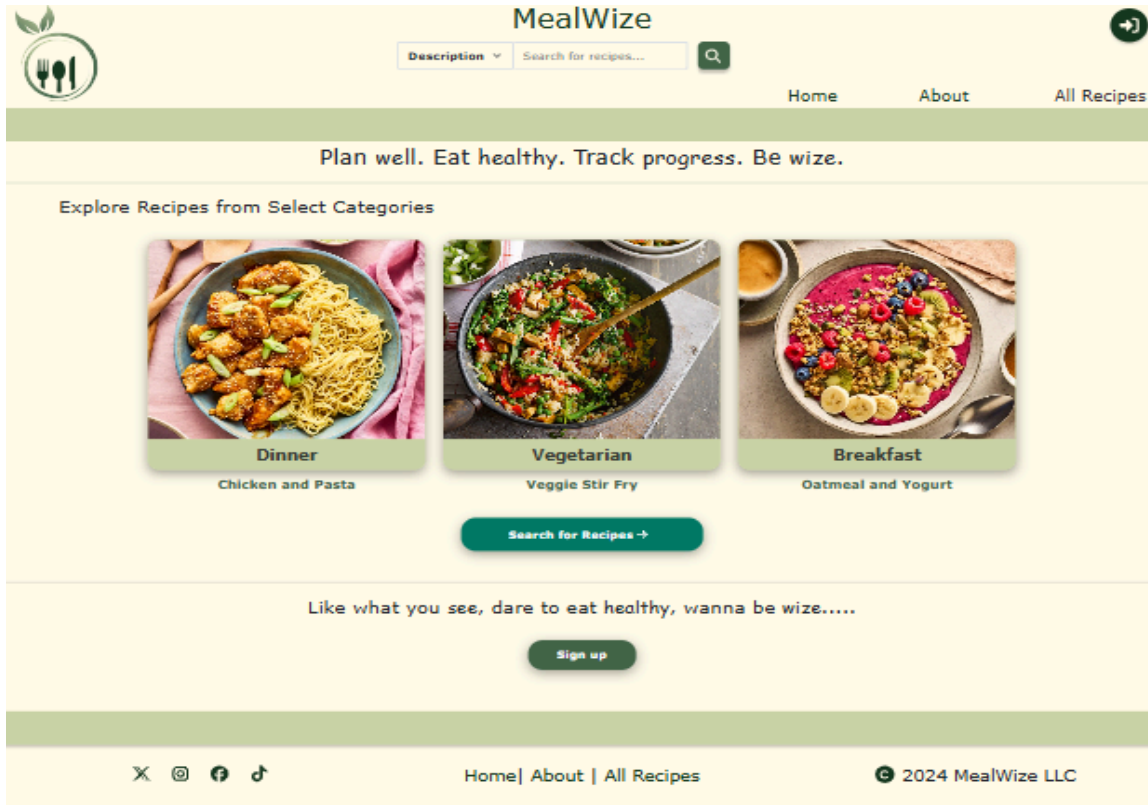 MealWize
Description Search for recipes...
Home About All Recipes
Plan well. Eat healthy. Track progress. Be wize.
Explore Recipes from Select Categories
Dinner Vegetarian Breakfast
Chicken and Pasta Veggie Stir Fry Oatmeal and Yogurt
Search for Recipes →
Like what you see, dare to eat healthy, wanna be wize.....
Sign up
Home| About | All Recipes © 2024 MealWize LLC